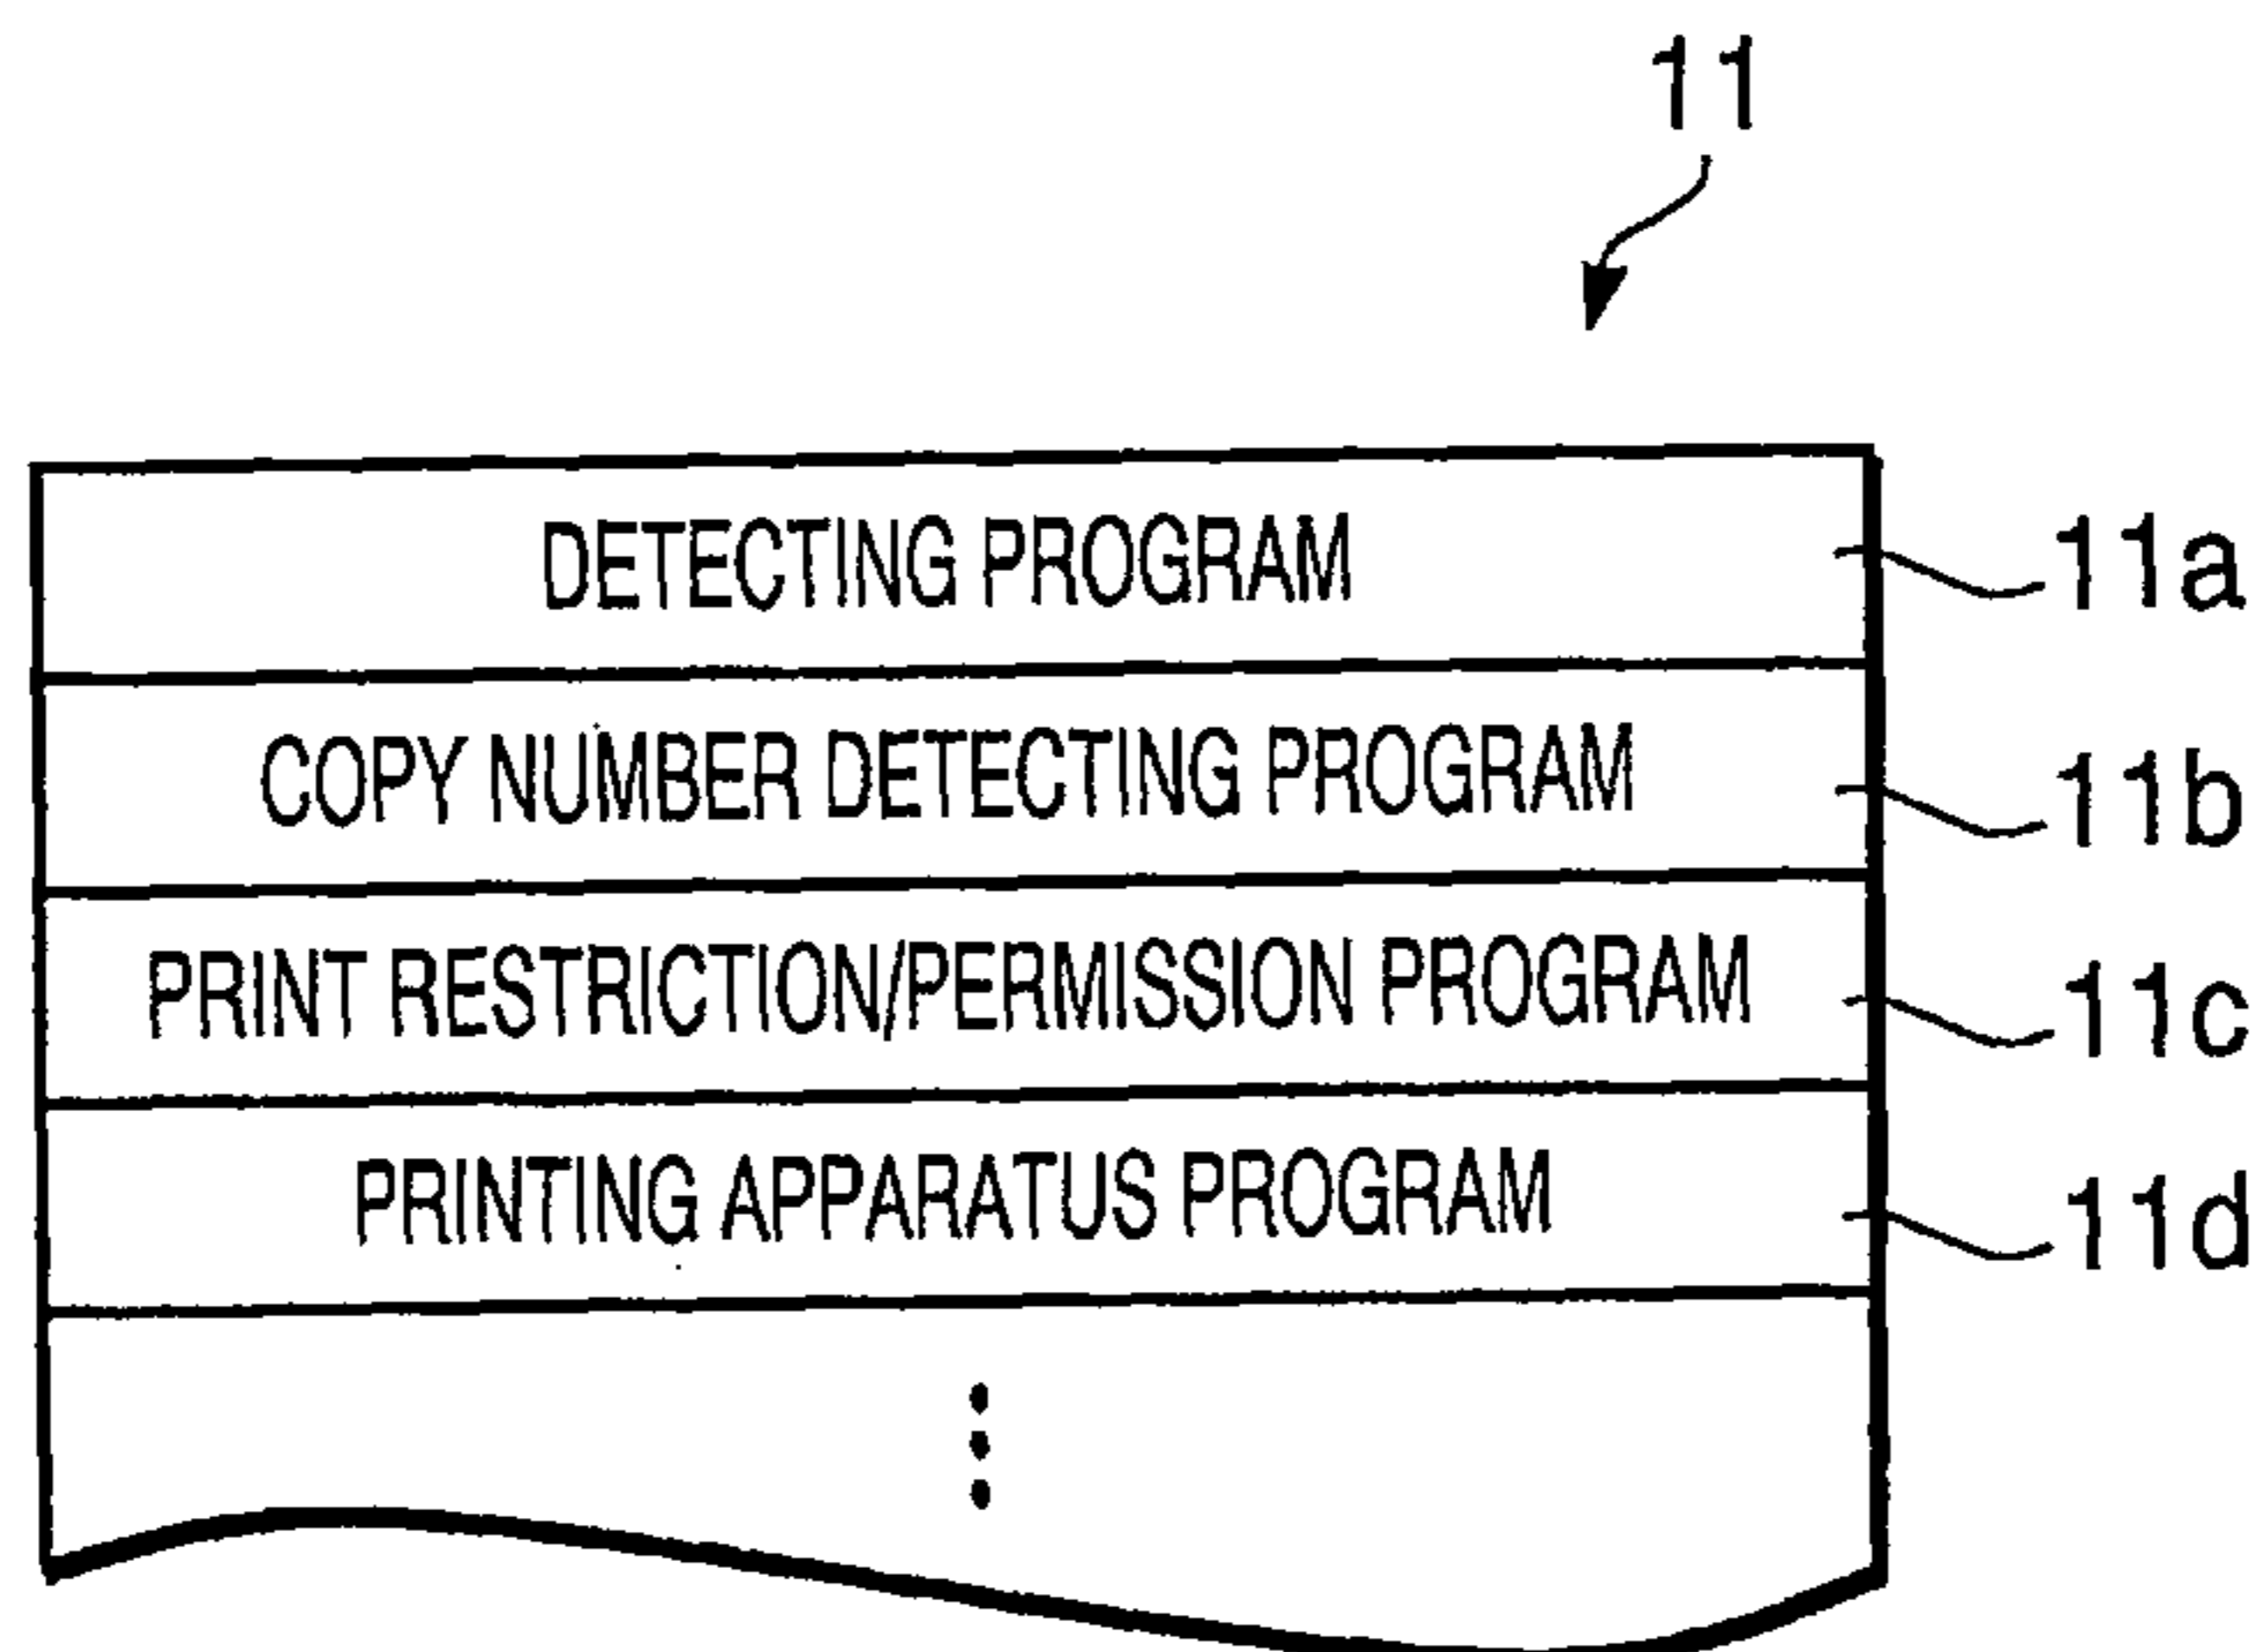 11
DETECTING PROGRAM 11a
COPY NUMBER DETECTING PROGRAM 11b
PRINT RESTRICTION/PERMISSION PROGRAM 11c
PRINTING APPARATUS PROGRAM 11d